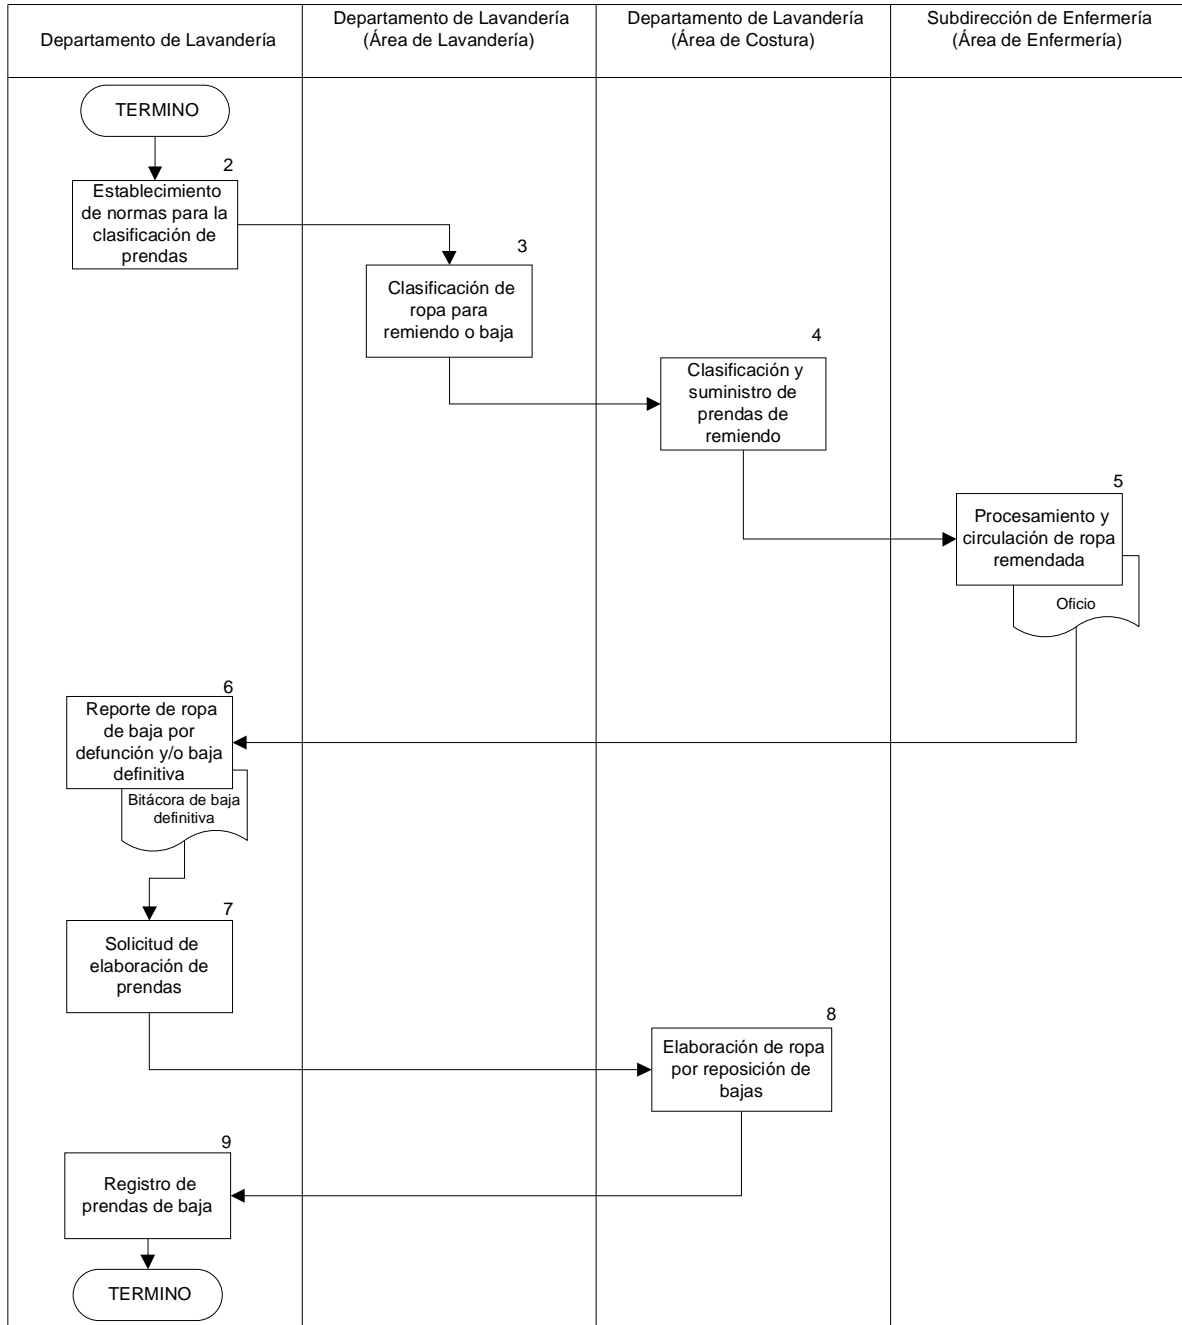 Departamento de Lavandería
Departamento de Lavandería
(Área de Lavandería)
Departamento de Lavandería
(Área de Costura)
Subdirección de Enfermería
(Área de Enfermería)
TERMINO
2
Establecimiento
de normas para la
clasificación de
prendas
3
Clasificación de
ropa para
remiendo o baja
4
Clasificación y
suministro de
prendas de
remiendo
5
Procesamiento y
circulación de ropa
remendada
Oficio
6
Reporte de ropa
de baja por
defunción y/o baja
definitiva
Bitácora de baja
definitiva
7
Solicitud de
elaboración de
prendas
8
Elaboración de ropa
por reposición de
bajas
9
Registro de
prendas de baja
TERMINO